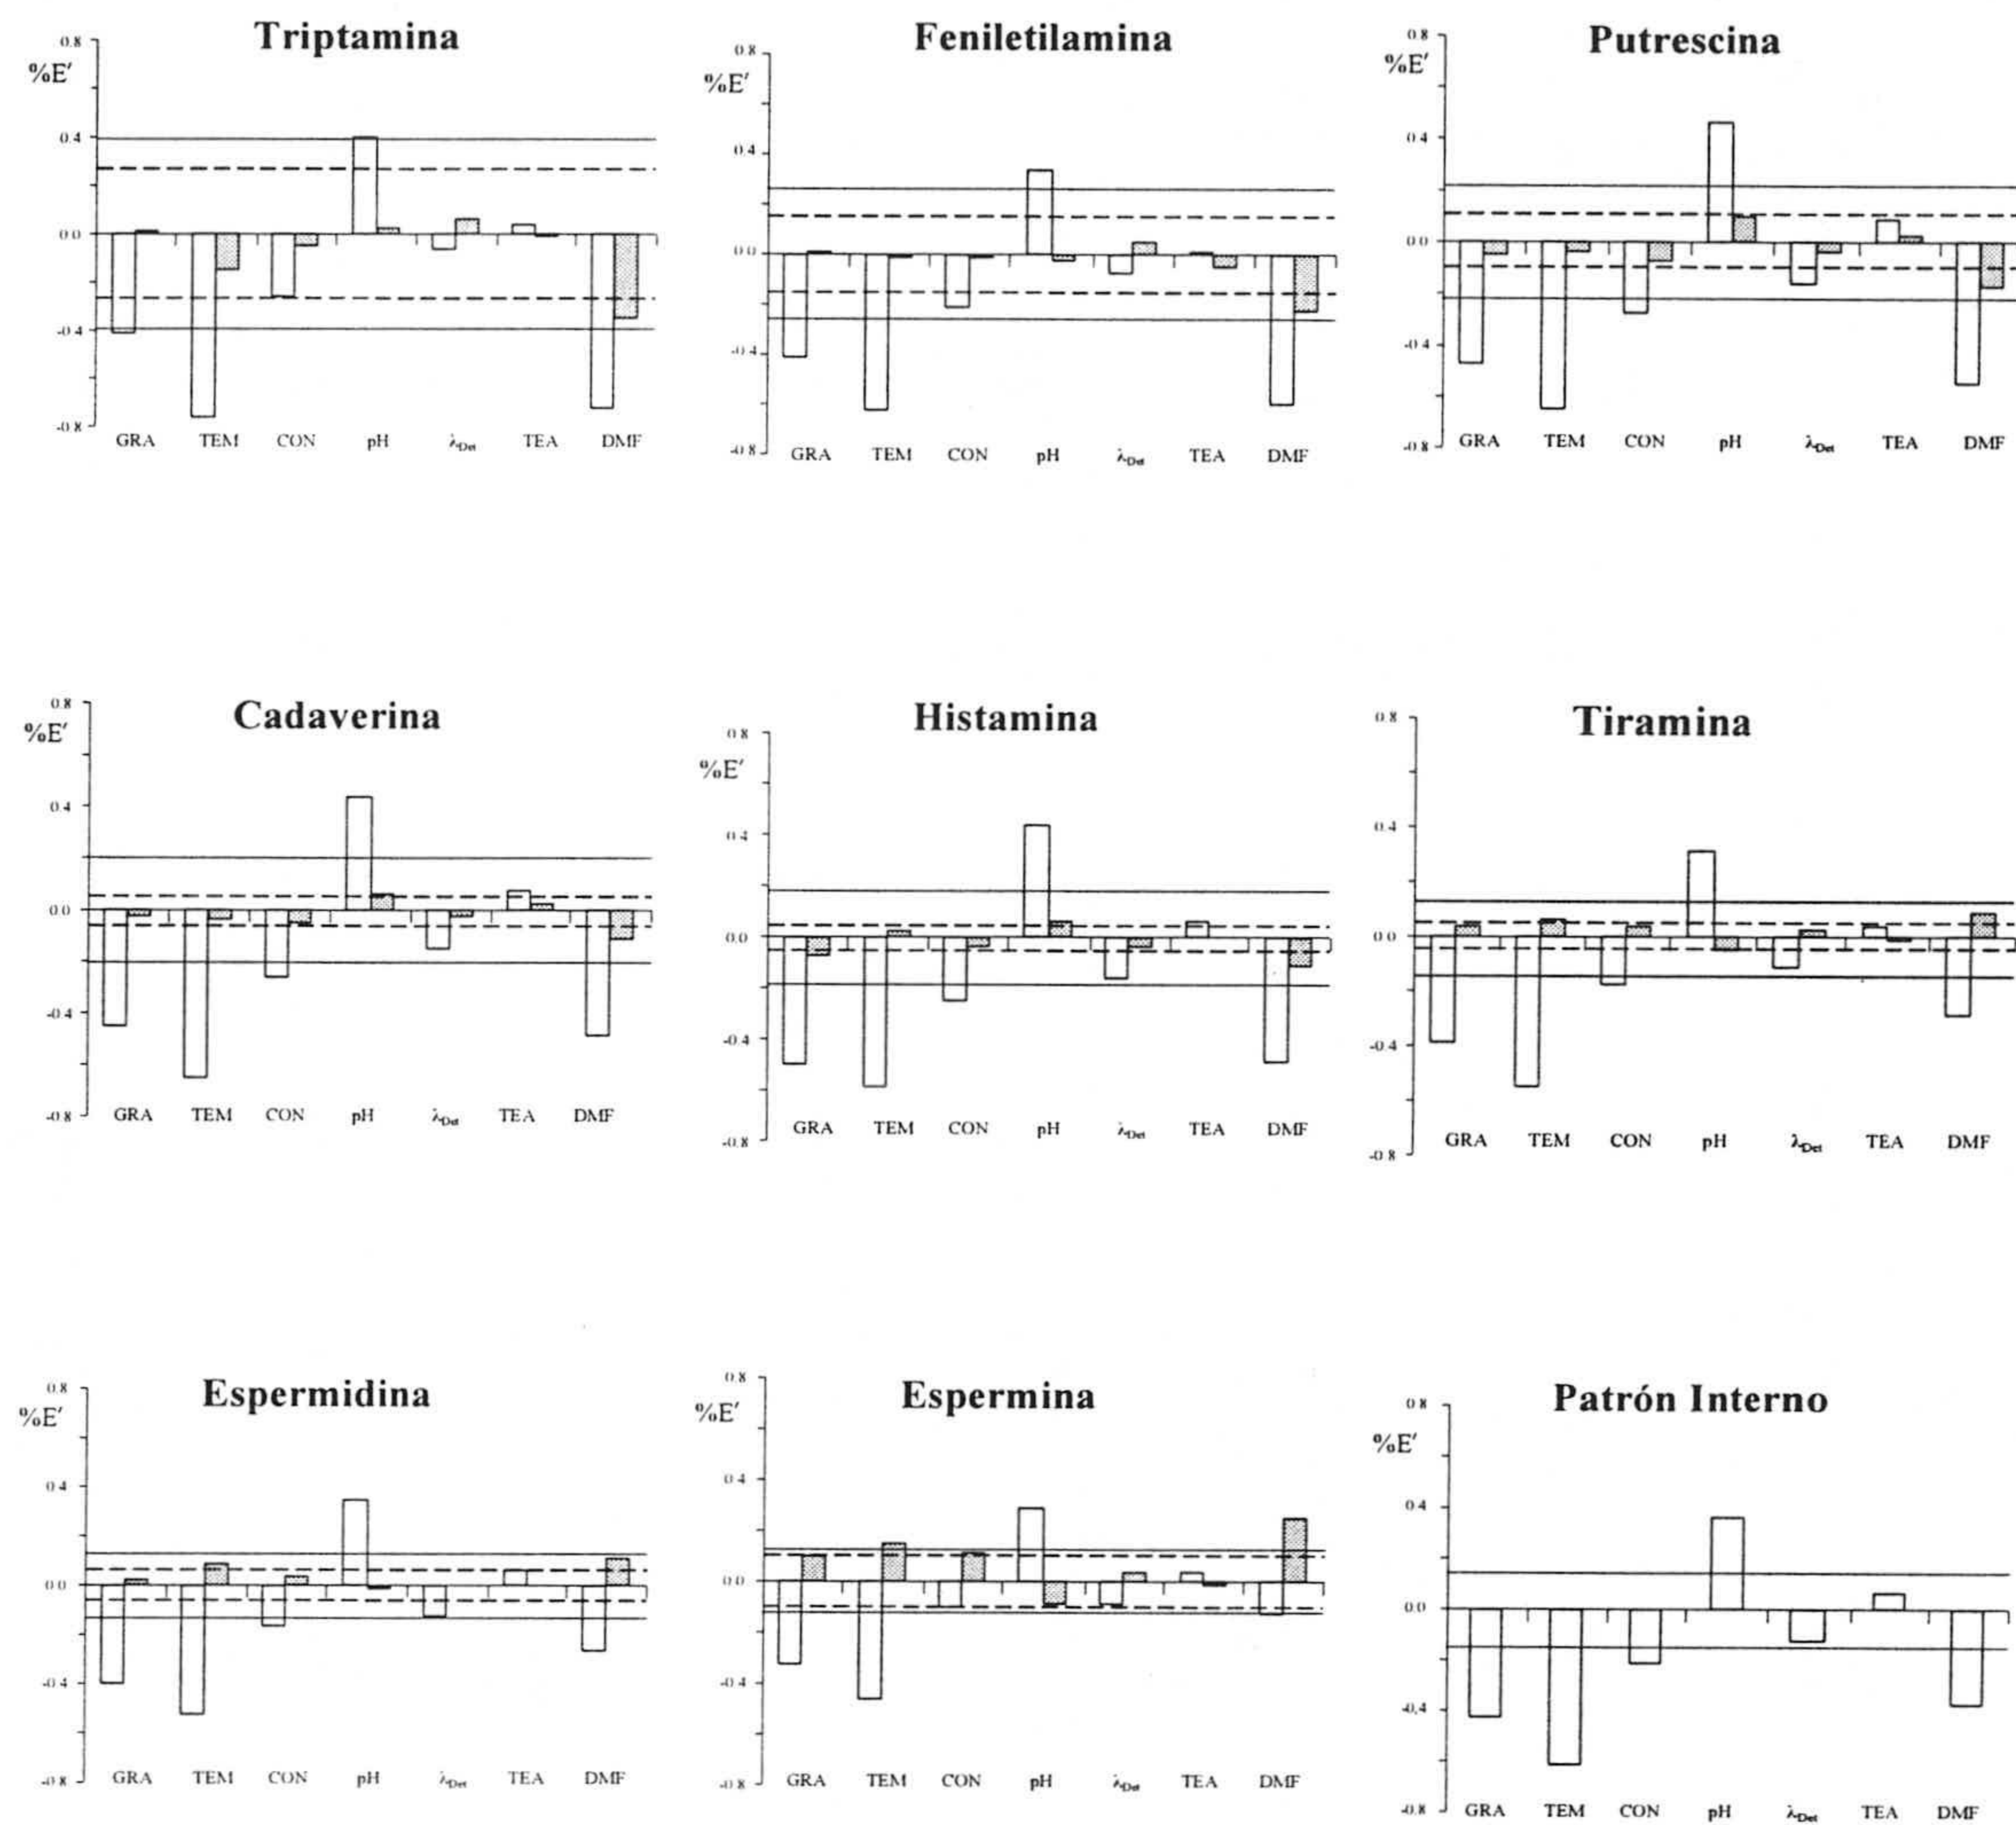 Triptamina
%E′
0.8
0.4
0.0
-0.4
-0.8
GRA TEM CON pH λDet TEA DMF
Feniletilamina
%E′
0.8
0.4
0.0
-0.4
-0.8
GRA TEM CON pH λDet TEA DMF
Putrescina
%E′
0.8
0.4
0.0
-0.4
-0.8
GRA TEM CON pH λDet TEA DMF
Cadaverina
%E′
0.8
0.4
0.0
-0.4
-0.8
GRA TEM CON pH λDet TEA DMF
Histamina
%E′
0.8
0.4
0.0
-0.4
-0.8
GRA TEM CON pH λDet TEA DMF
Tiramina
0.8
0.4
0.0
-0.4
-0.8
GRA TEM CON pH λDet TEA DMF
Espermidina
%E′
0.8
0.4
0.0
-0.4
-0.8
GRA TEM CON pH λDet TEA DMF
Espermina
%E′
0.8
0.4
0.0
-0.4
-0.8
GRA TEM CON pH λDet TEA DMF
Patrón Interno
%E′
0.8
0.4
0.0
-0.4
-0.8
GRA TEM CON pH λDet TEA DMF